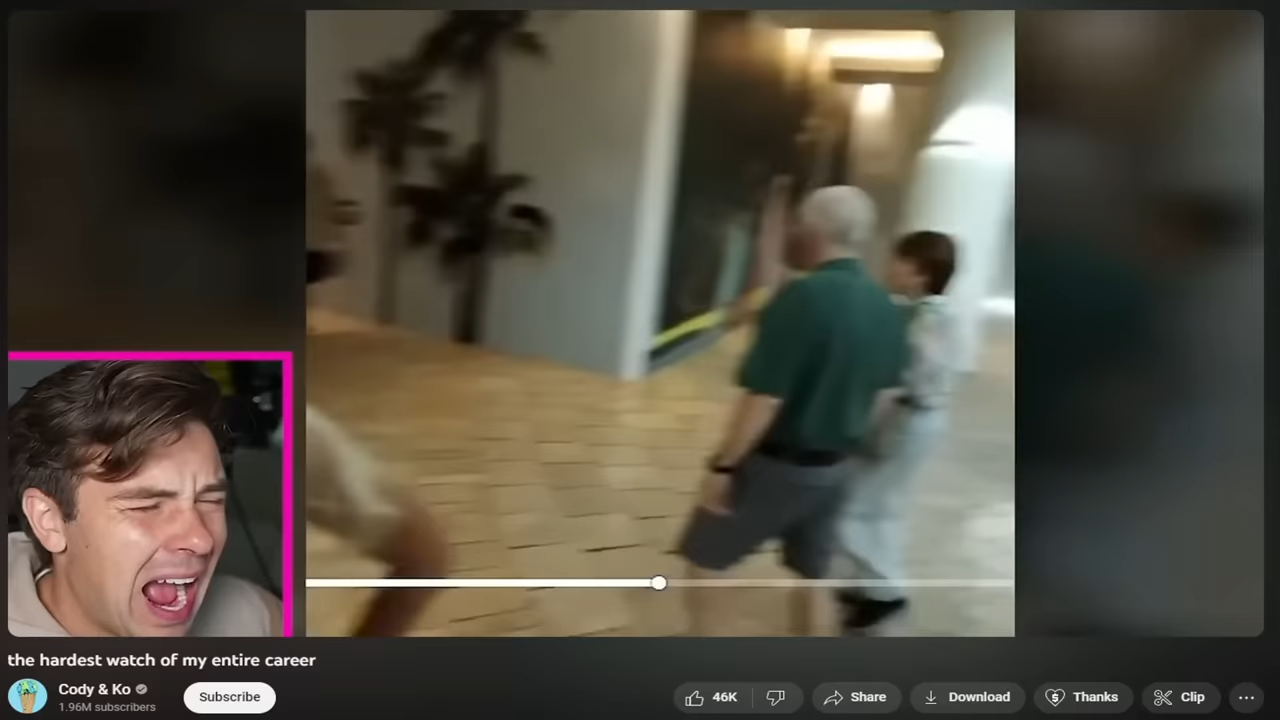 the hardest watch of my entire career
Cody & Ko
1.96M subscribers
Subscribe
46K
Share
Download
Thanks
Clip